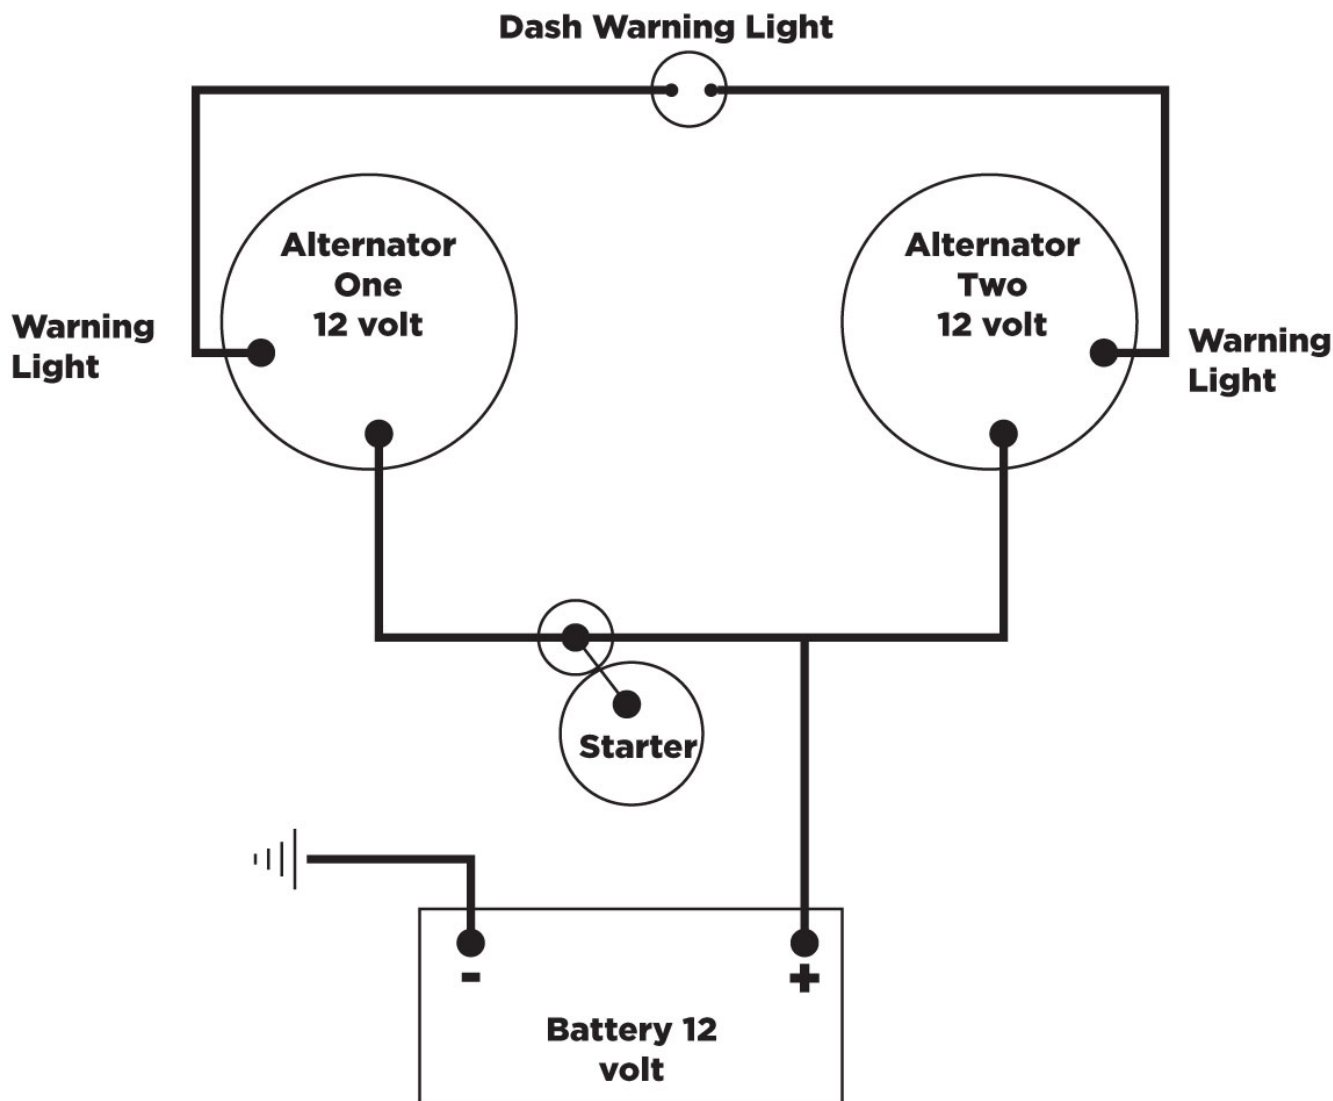 Dash Warning Light
Alternator
One
12 volt
Alternator
Two
12 volt
Warning
Light
Warning
Light
Starter
-
+
Battery 12
volt